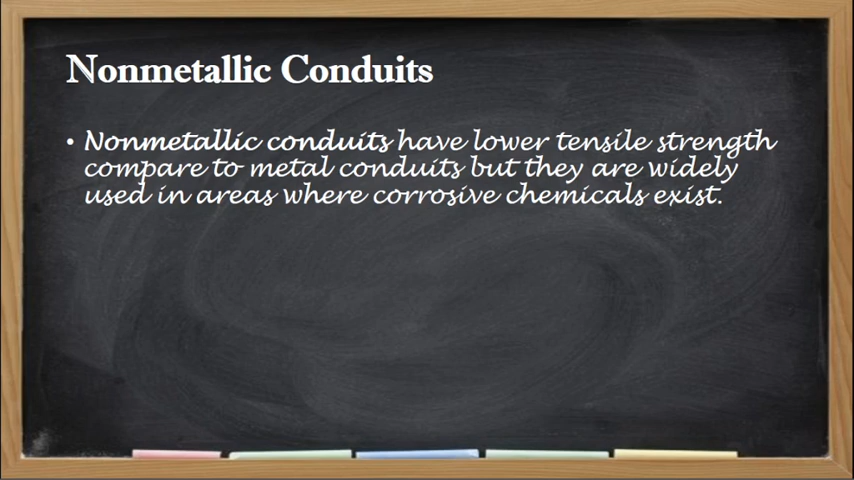 Nonmetallic Conduits
• Nonmetallic conduits have lower tensile strength
compare to metal conduits but they are widely
used in areas where corrosive chemicals exist.